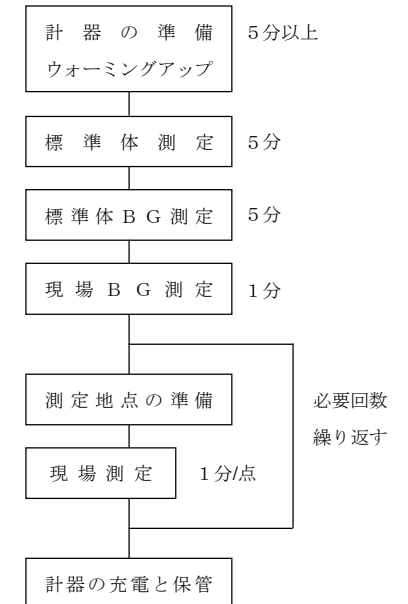 計器の準備 5分以上
ウォーミングアップ
標準体測定 5分
標準体BG測定 5分
現場BG測定 1分
測定地点の準備 必要回数
繰り返す
現場測定 1分/点
計器の充電と保管